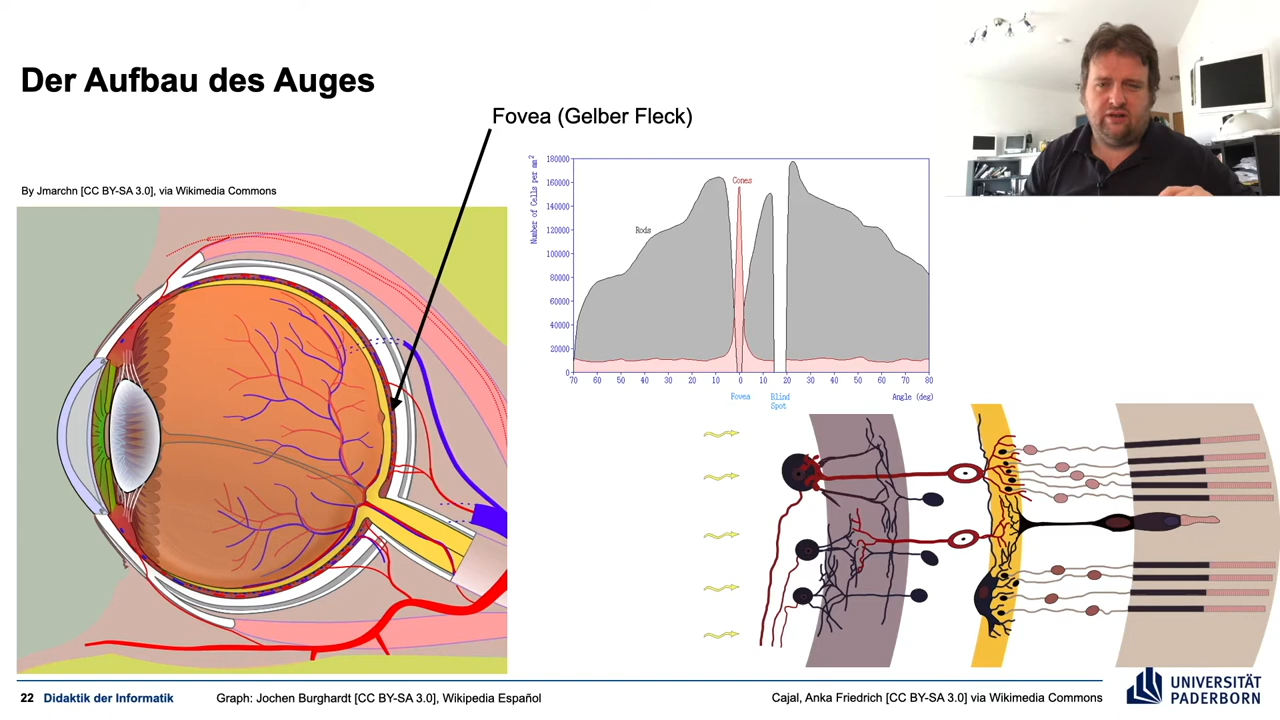 Der Aufbau des Auges
Fovea (Gelber Fleck)
By Jmarchn [CC BY-SA 3.0], via Wikimedia Commons
Number of Cells per mm²
180000
160000
140000
120000
100000
80000
60000
40000
20000
0
Rods
Cones
70 60 50 40 30 20 10 0 10 20 30 40 50 60 70 80
Fovea
Blind
Spot
Angle (deg)
22 Didaktik der Informatik
Graph: Jochen Burghardt [CC BY-SA 3.0], Wikipedia Español
Cajal, Anka Friedrich [CC BY-SA 3.0] via Wikimedia Commons
UNIVERSITÄT
PADERBORN